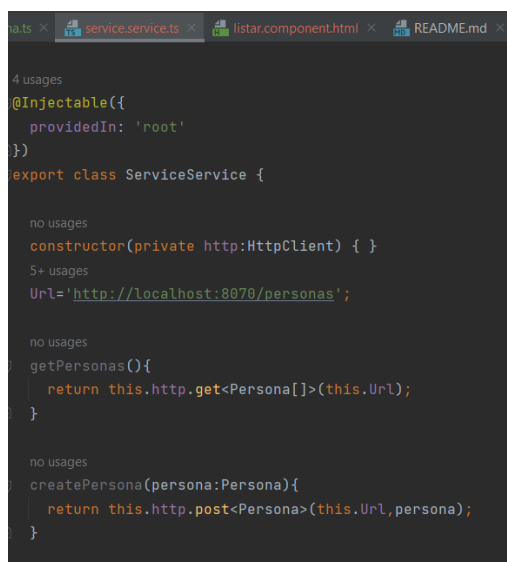 na.ts service.service.ts listar.component.html README.md
4 usages
@Injectable({
providedIn: 'root'
})
export class ServiceService {
no usages
constructor(private http:HttpClient) { }
5+ usages
Url='http://localhost:8070/personas';
no usages
getPersonas(){
return this.http.get<Persona[]>(this.Url);
}
no usages
createPersona(persona:Persona){
return this.http.post<Persona>(this.Url,persona);
}